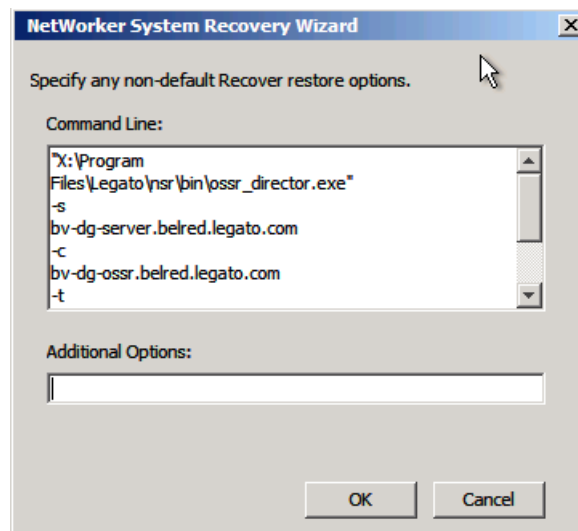 NetWorker System Recovery Wizard
Specify any non-default Recover restore options.
Command Line:
"X:\Program
Files\Legato\nsr\bin\ossr_director.exe"
-s
bv-dg-server.belred.legato.com
-c
bv-dg-ossr.belred.legato.com
-t
Additional Options:
OK
Cancel